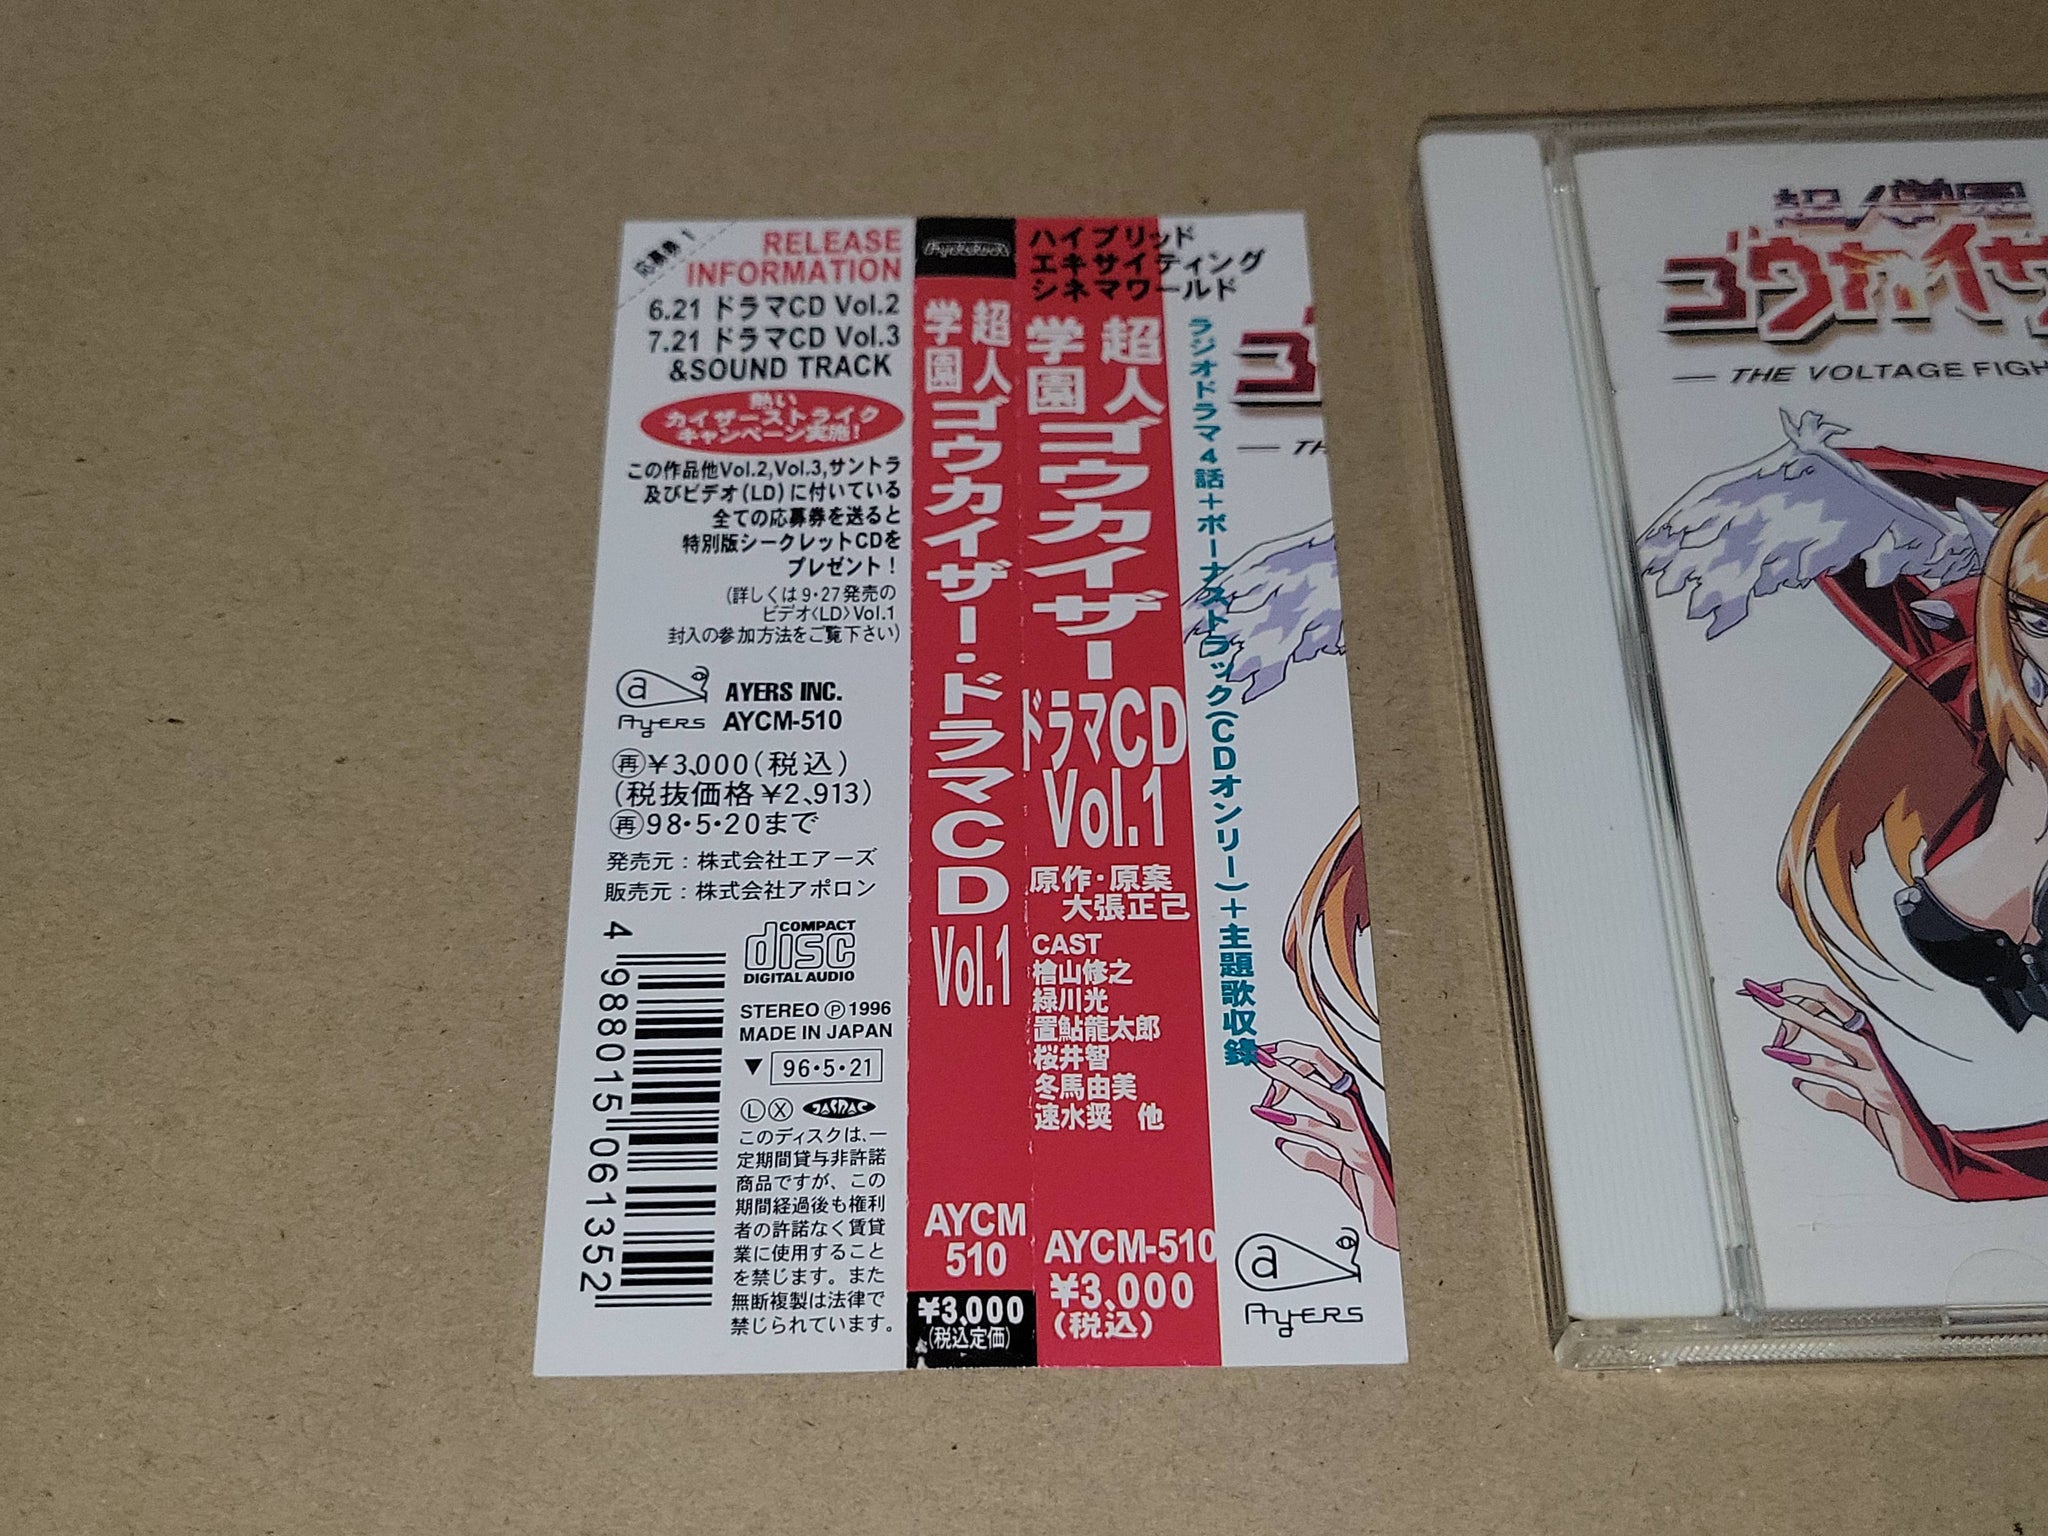 応募券 1
RELEASE
INFORMATION
6.21 ドラマCD Vol.2
7.21 ドラマCD Vol.3
&SOUND TRACK
熱い
カイザーストライク
キャンペーン実施!
この作品他Vol.2,Vol.3,サントラ
及びビデオ(LD)に付いている
全ての応募券を送ると
特別版シークレットCDを
プレゼント!
(詳しくは9・27発売の
ビデオ〈LD〉Vol.1
封入の参加方法をご覧下さい)
a
AYERS
AYERS INC.
AYCM-510
再¥3,000(税込)
(税抜価格¥2,913)
再98・5・20まで
発売元:株式会社エアーズ
販売元:株式会社アポロン
4 988015 061352
COMPACT
disc
DIGITAL AUDIO
STEREO Ⓟ1996
MADE IN JAPAN
▼ 96・5・21
Ⓛ Ⓧ JASRAC
このディスクは、一
定期間貸与非許諾
商品ですが、この
期間経過後も権利
者の許諾なく賃貸
業に使用すること
を禁じます。また
無断複製は法律で
禁じられています。
超人学園ゴウカイザー・ドラマCD Vol.1
AYCM
510
¥3,000
(税込定価)
ハイブリッド
エキサイティング
シネマワールド
超人学園ゴウカイザー
ドラマCD
Vol.1
原作・原案
大張正己
CAST
檜山修之
緑川光
置鮎龍太郎
桜井智
冬馬由美
速水奨 他
AYCM-510
¥3,000
(税込)
ラジオドラマ4話+ボーナストラック(CDオンリー)+主題歌収録
ゴ
— TH
a
AYERS
超人学園
ゴウカイザ
— THE VOLTAGE FIGH